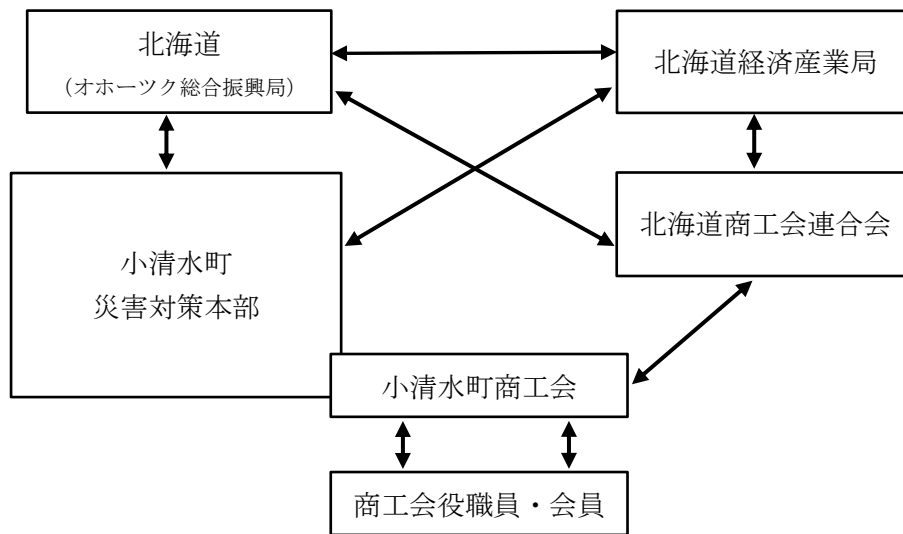 北海道
（オホーツク総合振興局）
北海道経済産業局
小清水町
災害対策本部
北海道商工会連合会
小清水町商工会
商工会役職員・会員